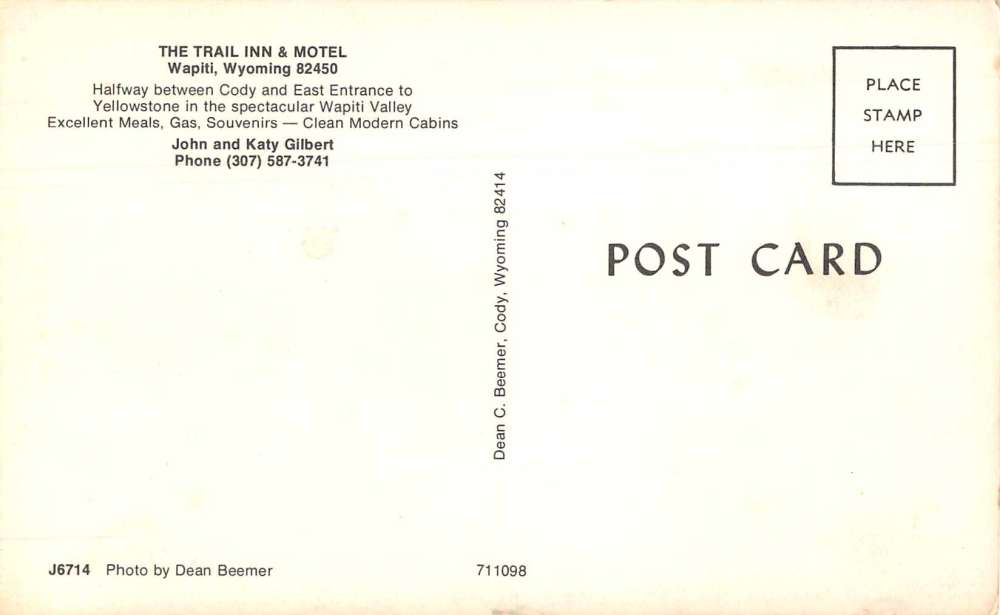 THE TRAIL INN & MOTEL
Wapiti, Wyoming 82450
Halfway between Cody and East Entrance to
Yellowstone in the spectacular Wapiti Valley
Excellent Meals, Gas, Souvenirs — Clean Modern Cabins
John and Katy Gilbert
Phone (307) 587-3741
Dean C. Beemer, Cody, Wyoming 82414
PLACE
STAMP
HERE
POST CARD
J6714 Photo by Dean Beemer
711098